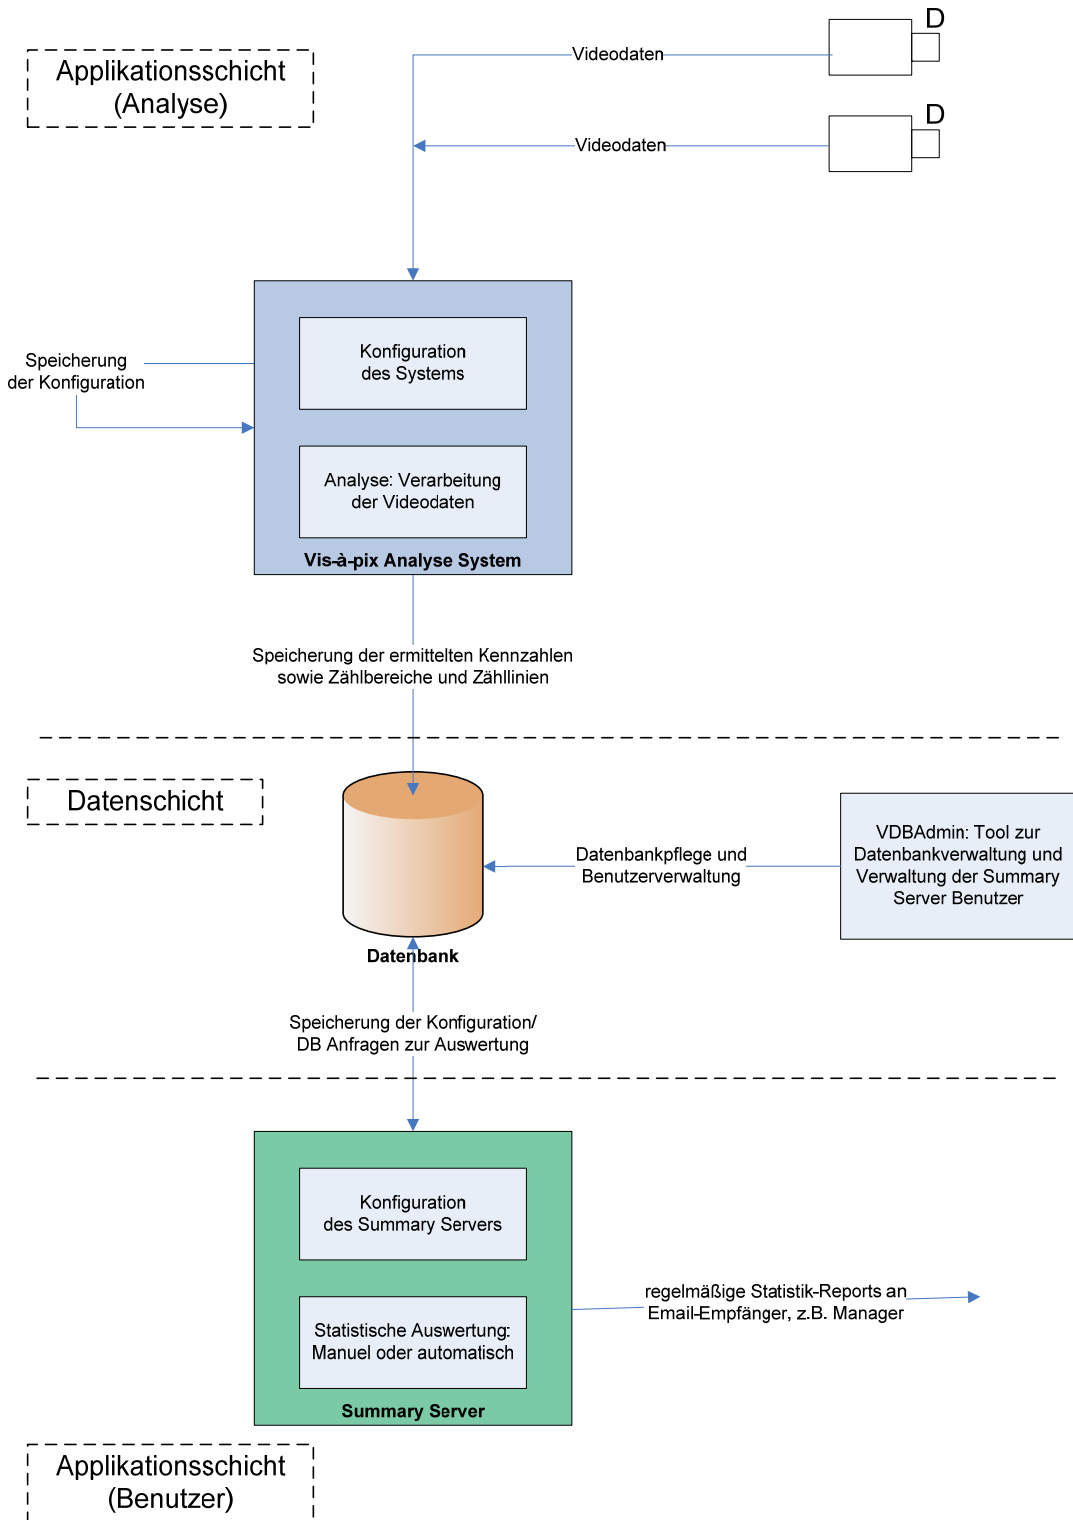 D
Videodaten
Applikationsschicht
(Analyse)
D
Videodaten
Konfiguration
des Systems
Speicherung
der Konfiguration
Analyse: Verarbeitung
der Videodaten
Vis-à-pix Analyse System
Speicherung der ermittelten Kennzahlen
sowie Zählbereiche und Zähllinien
Datenschicht
VDBAdmin: Tool zur
Datenbankverwaltung und
Verwaltung der Summary
Server Benutzer
Datenbankpflege und
Benutzerverwaltung
Datenbank
Speicherung der Konfiguration/
DB Anfragen zur Auswertung
Konfiguration
des Summary Servers
regelmäßige Statistik-Reports an
Email-Empfänger, z.B. Manager
Statistische Auswertung:
Manuel oder automatisch
Summary Server
Applikationsschicht
(Benutzer)